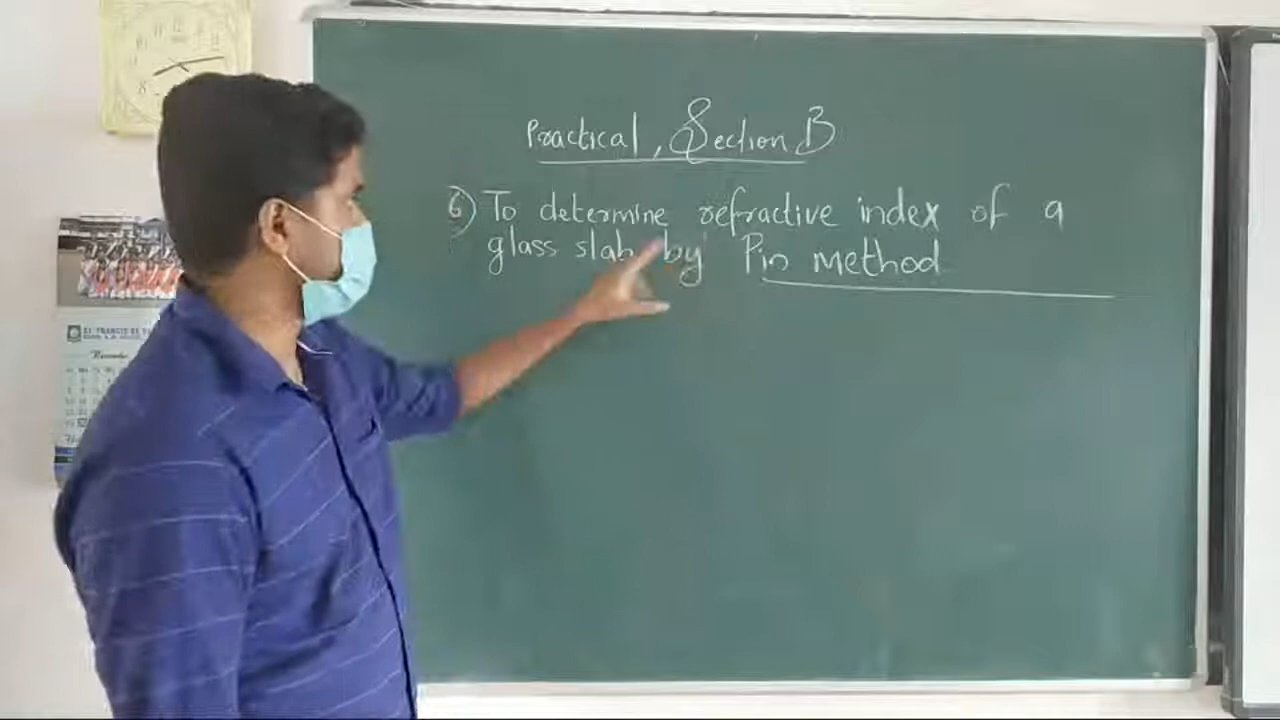 Practical, Section B
6) To determine refractive index of a
glass slab by Pin method